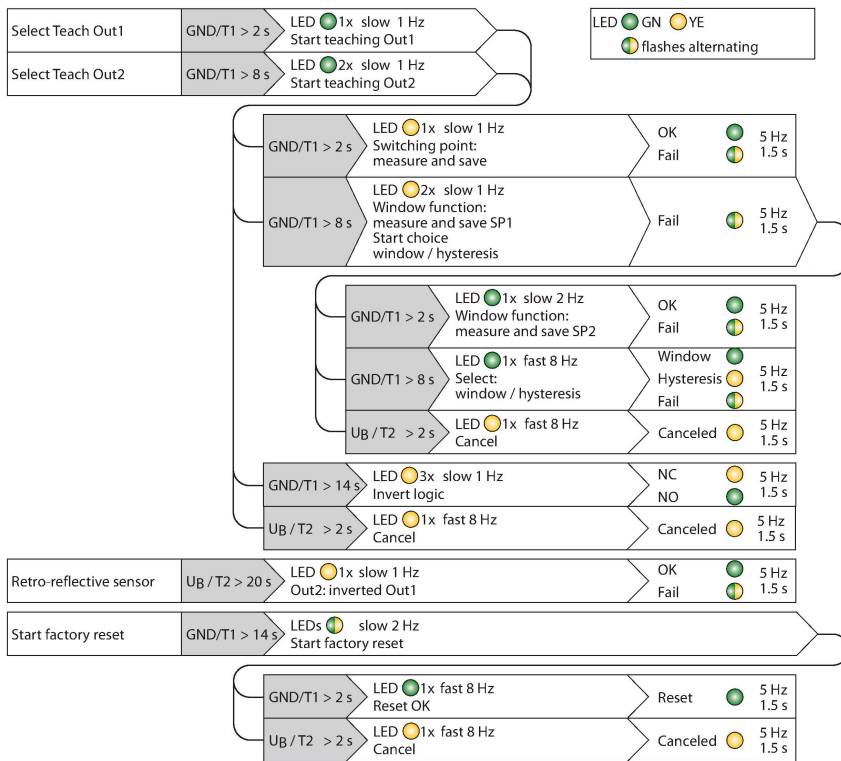 Select Teach Out1 GND/T1 > 2 s LED 1x slow 1 Hz
Start teaching Out1
LED GN YE
flashes alternating
Select Teach Out2 GND/T1 > 8 s LED 2x slow 1 Hz
Start teaching Out2
GND/T1 > 2 s LED 1x slow 1 Hz
Switching point:
measure and save
OK
Fail
5 Hz
1.5 s
GND/T1 > 8 s LED 2x slow 1 Hz
Window function:
measure and save SP1
Start choice
window / hysteresis
Fail
5 Hz
1.5 s
GND/T1 > 2 s LED 1x slow 2 Hz
Window function:
measure and save SP2
OK
Fail
5 Hz
1.5 s
GND/T1 > 8 s LED 1x fast 8 Hz
Select:
window / hysteresis
Window
Hysteresis
Fail
5 Hz
1.5 s
UB / T2 > 2 s LED 1x fast 8 Hz
Cancel
Canceled
5 Hz
1.5 s
GND/T1 > 14 s LED 3x slow 1 Hz
Invert logic
NC
NO
5 Hz
1.5 s
UB / T2 > 2 s LED 1x fast 8 Hz
Cancel
Canceled
5 Hz
1.5 s
Retro-reflective sensor UB / T2 > 20 s LED 1x slow 1 Hz
Out2: inverted Out1
OK
Fail
5 Hz
1.5 s
Start factory reset GND/T1 > 14 s LEDs slow 2 Hz
Start factory reset
GND/T1 > 2 s LED 1x fast 8 Hz
Reset OK
Reset
5 Hz
1.5 s
UB / T2 > 2 s LED 1x fast 8 Hz
Cancel
Canceled
5 Hz
1.5 s